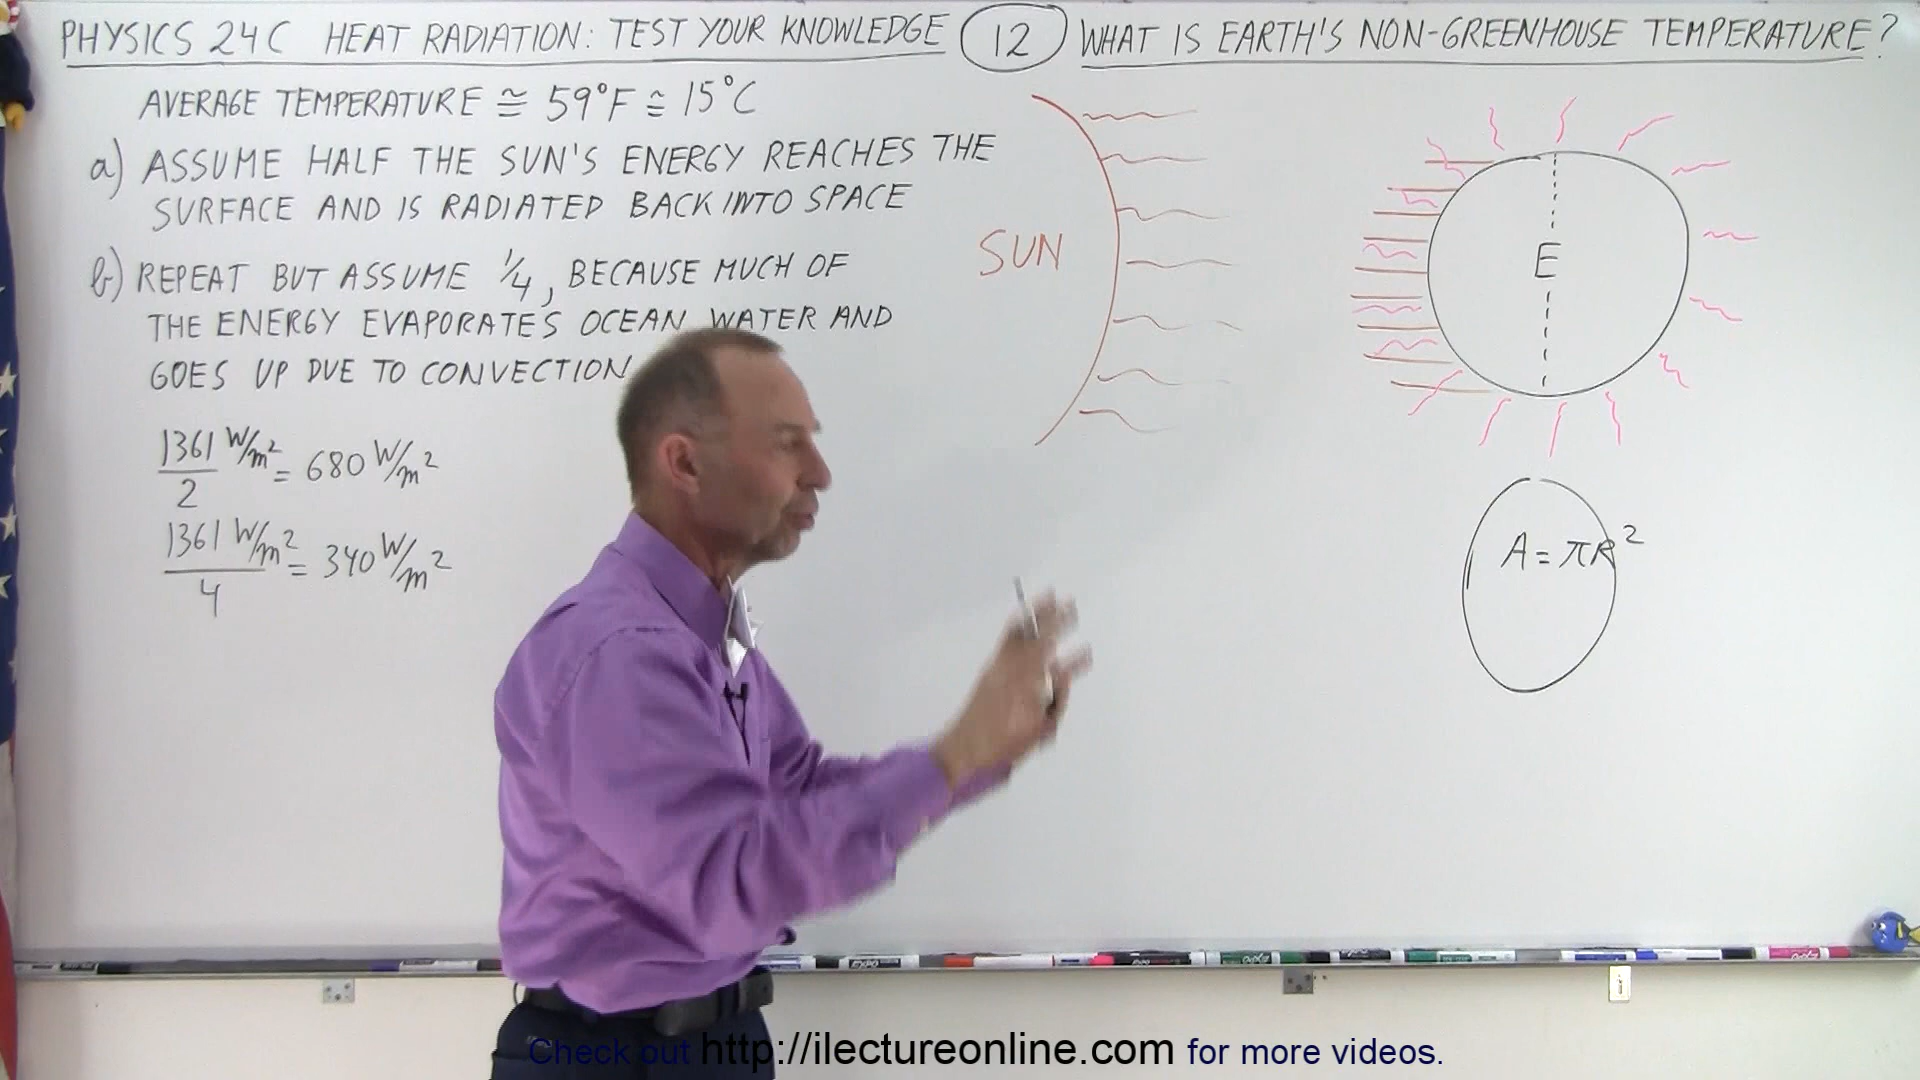 PHYSICS 24C HEAT RADIATION: TEST YOUR KNOWLEDGE 12 WHAT IS EARTH'S NON-GREENHOUSE TEMPERATURE?
AVERAGE TEMPERATURE ≅ 59°F ≅ 15°C
a) ASSUME HALF THE SUN'S ENERGY REACHES THE
SURFACE AND IS RADIATED BACK INTO SPACE
b) REPEAT BUT ASSUME 1/4, BECAUSE MUCH OF
THE ENERGY EVAPORATES OCEAN WATER AND
GOES UP DUE TO CONVECTION
1361 W/m² / 2 = 680 W/m²
1361 W/m² / 4 = 340 W/m²
SUN
E
A = πR²
EXPO
Check out http://ilectureonline.com for more videos.